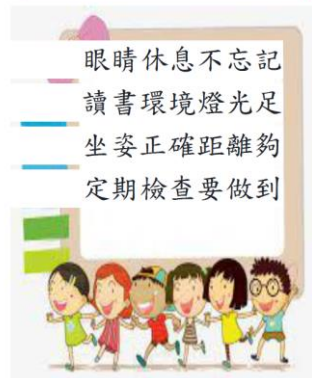 眼睛休息不忘記
讀書環境燈光足
坐姿正確距離夠
定期檢查要做到